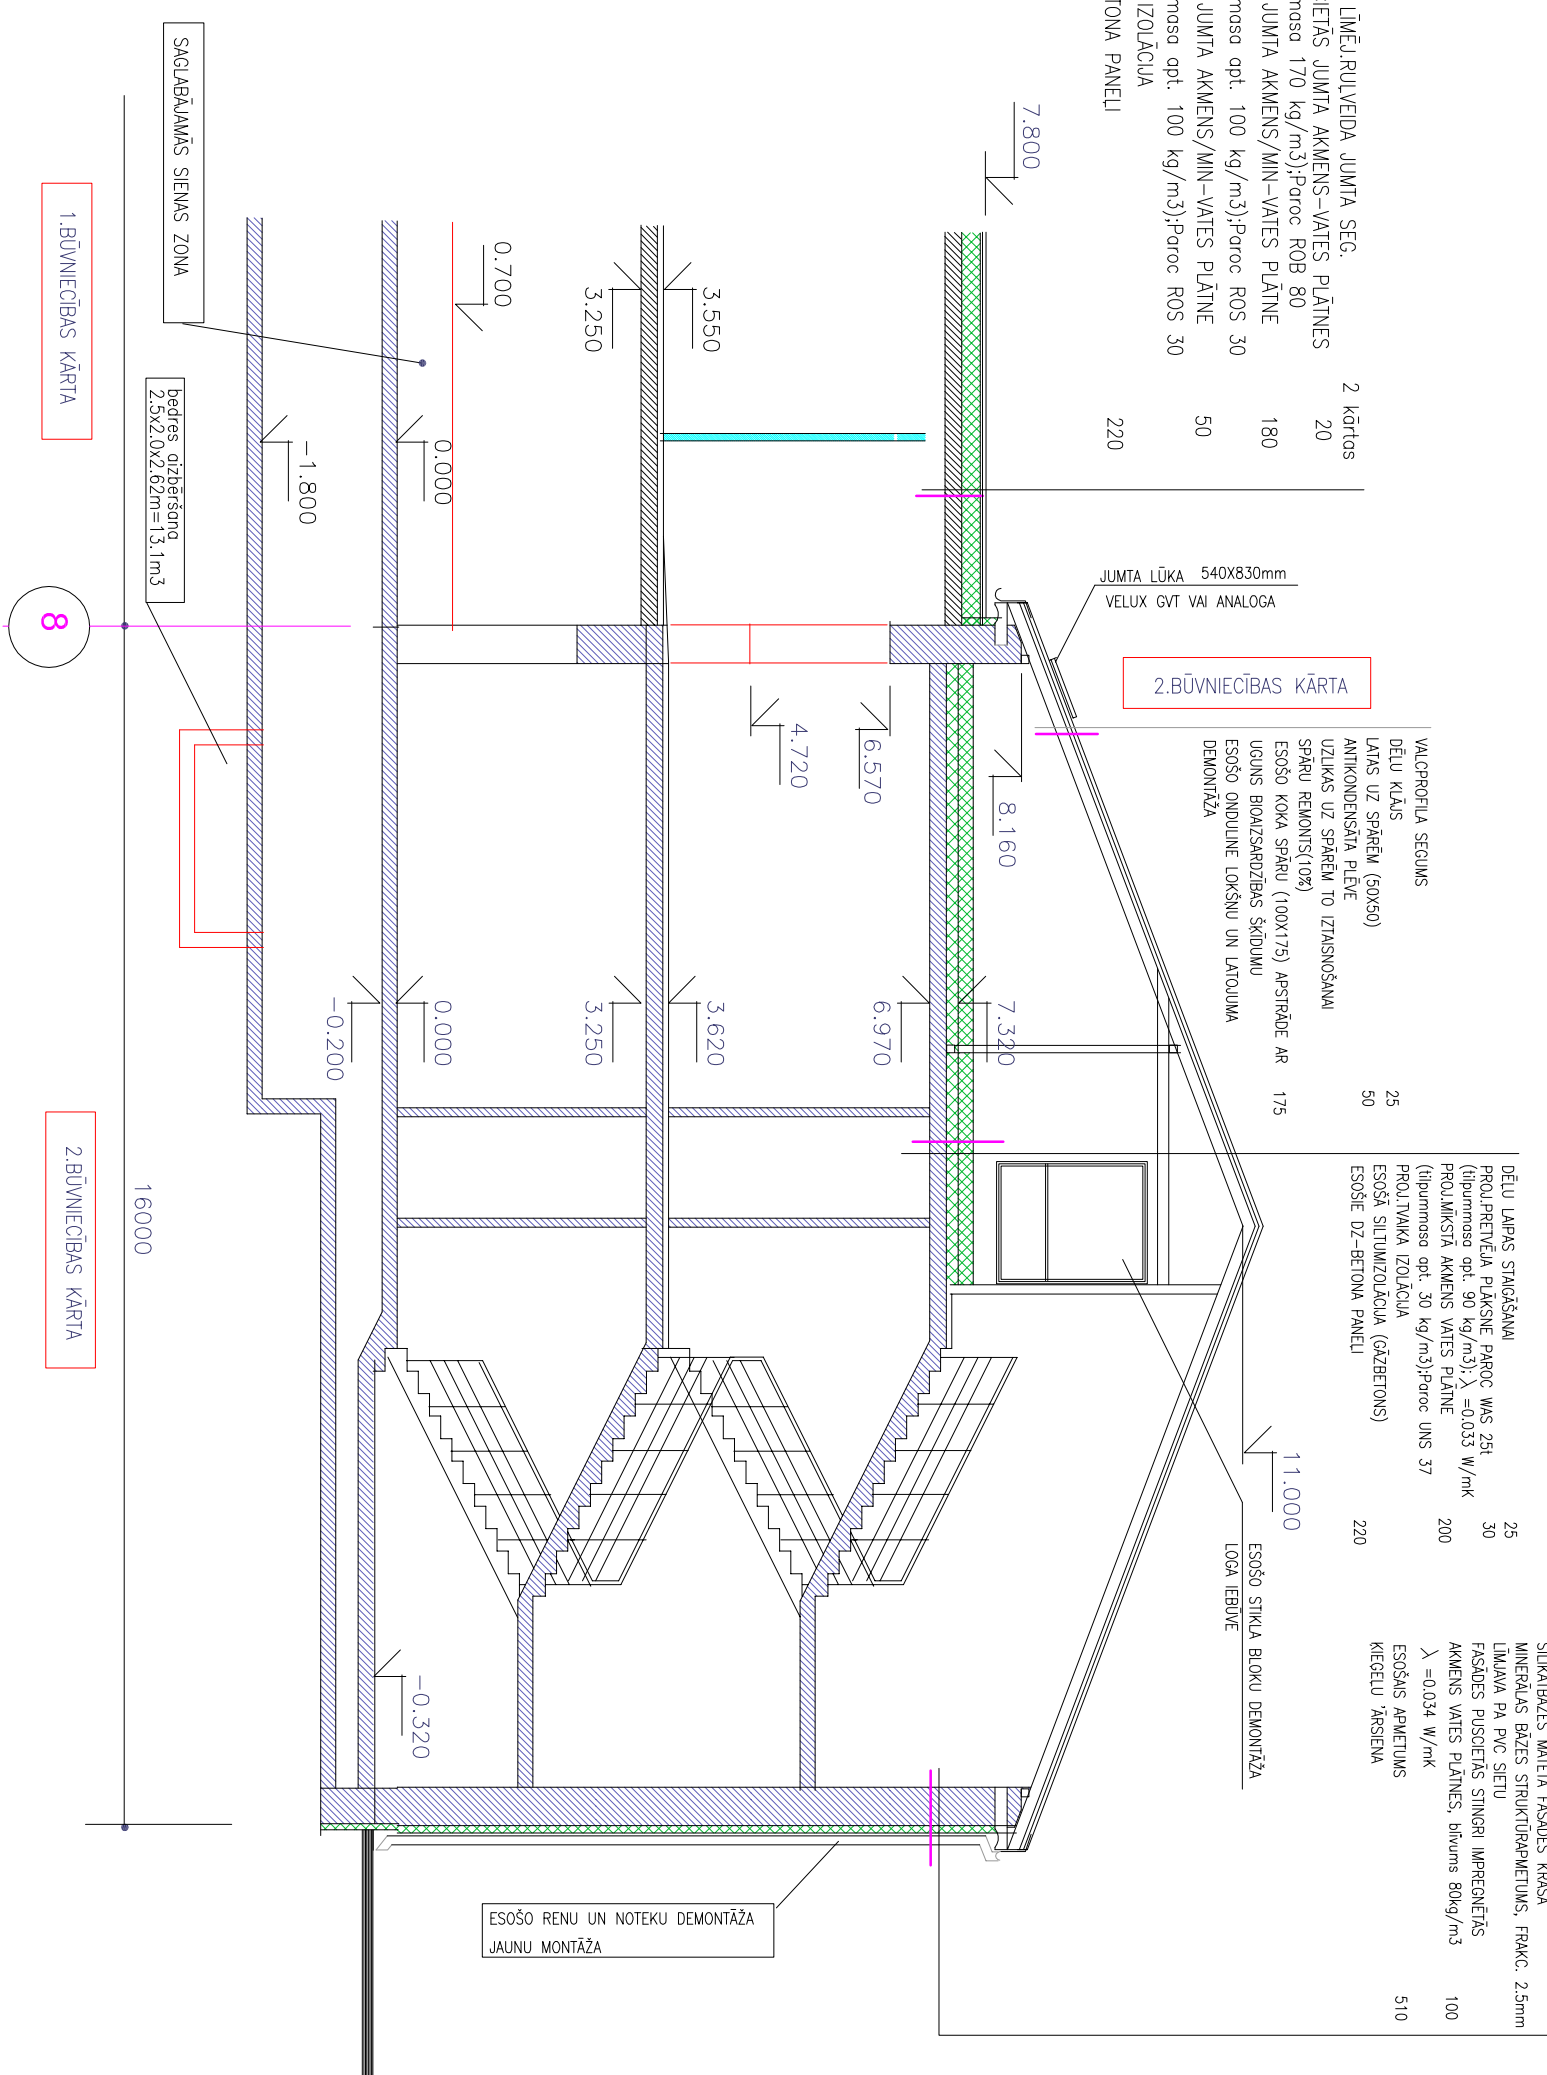 LĪMĒJ.RUĻVEIDA JUMTA SEG. 2 kārtas
JUMTA AKMENS-VATES PLĀTNES 20
170 kg/m3);Paroc ROB 80
JUMTA AKMENS/MIN-VATES PLĀTNE 180
apt. 100 kg/m3);Paroc ROS 30
JUMTA AKMENS/MIN-VATES PLĀTNE 50
apt. 100 kg/m3);Paroc ROS 30
IZOLĀCIJA
PANEĻI 220
7.800
SAGLABĀJAMĀS SIENAS ZONA
1.BŪVNIECĪBAS KĀRTA
0.700
3.550
3.250
0.000
-1.800
bedres aizbēršana
2.5x2.0x2.62m=13.1m3
8
JUMTA LŪKA 540X830mm
VELUX GVT VAI ANALOGA
2.BŪVNIECĪBAS KĀRTA
VALCPROFILA SEGUMS
DĒĻU KLĀJS 25
LATAS UZ SPĀRĒM (50X50) 50
ANTIKONDENSĀTA PLĒVE
UZLIKAS UZ SPĀRĒM TO IZTAISNOŠANAI
SPĀRU REMONTS(10%)
ESOŠO KOKA SPĀRU (100X175) APSTRĀDE AR 175
UGUNS BIOAIZSARDZĪBAS ŠĶĪDUMU
ESOŠO ONDULINE LOKŠŅU UN LATOJUMA
DEMONTĀŽA
8.160
6.570
4.720
7.320
6.970
3.620
3.250
0.000
-0.200
DĒĻU LAIPAS STAIGĀŠANAI 25
PROJ.PRETVĒJA PLĀKSNE PAROC WAS 25t 30
(tilpummasa apt. 90 kg/m3); λ =0.033 W/mK
PROJ.MĪKSTĀ AKMENS VATES PLĀTNE 200
(tilpummasa apt. 30 kg/m3);Paroc UNS 37
PROJ.TVAIKA IZOLĀCIJA
ESOŠĀ SILTUMIZOLĀCIJA (GĀZBETONS)
ESOŠIE DZ-BETONA PANEĻI 220
11.000
ESOŠO STIKLA BLOKU DEMONTĀŽA
LOGA IEBŪVE
16000
2.BŪVNIECĪBAS KĀRTA
-0.320
SILIKĀTBĀZES MATĒTA FASĀDES KRĀSA
MINERĀLAS BĀZES STRUKTŪRAPMETUMS, FRAKC. 2.5mm
LĪMJAVA PA PVC SIETU
FASĀDES PUSCIETĀS STINGRI IMPREGNĒTĀS
AKMENS VATES PLĀTNES, blīvums 80kg/m3 100
λ =0.034 W/mK
ESOŠAIS APMETUMS
ĶIEĢEĻU 'ĀRSIENA 510
ESOŠO RENU UN NOTEKU DEMONTĀŽA
JAUNU MONTĀŽA